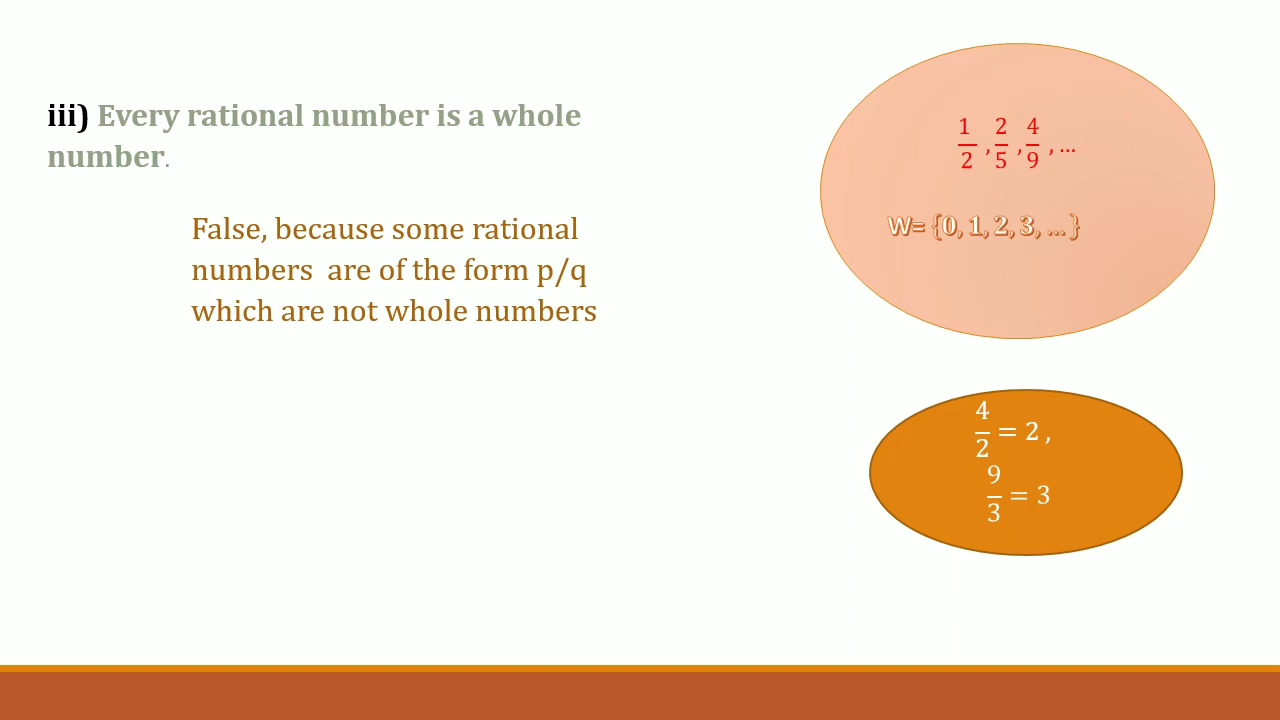 iii) Every rational number is a whole
number.
False, because some rational
numbers  are of the form p/q
which are not whole numbers
1/2 , 2/5 , 4/9 , ...
W= {0, 1, 2, 3, ... }
4/2 = 2 ,
9/3 = 3